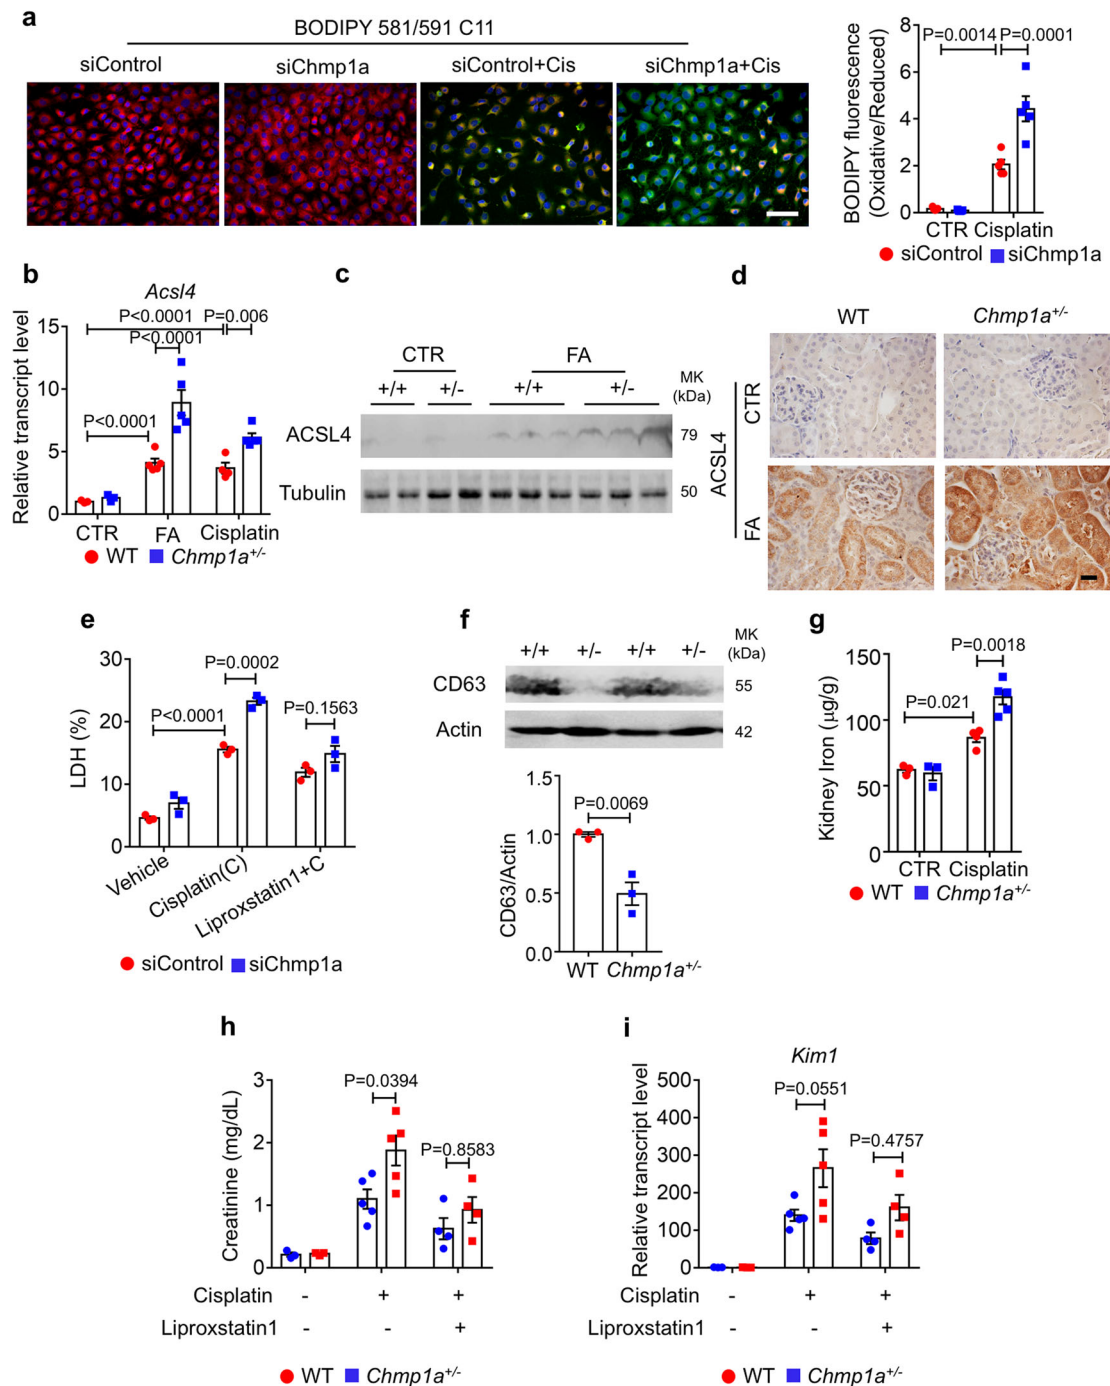 a
BODIPY 581/591 C11
siControl
siChmp1a
siControl+Cis
siChmp1a+Cis
BODIPY fluorescence
(Oxidative/Reduced)
8
6
4
2
0
P=0.0014
P=0.0001
CTR
Cisplatin
siControl
siChmp1a
b
Acsl4
Relative transcript level
15
10
5
0
P<0.0001
P=0.006
P<0.0001
P<0.0001
CTR
FA
Cisplatin
WT
Chmp1a+/-
c
CTR
FA
MK
(kDa)
+/+
+/-
+/+
+/-
ACSL4
79
Tubulin
50
d
WT
Chmp1a+/-
ACSL4
CTR
FA
e
LDH (%)
30
20
10
0
P=0.0002
P<0.0001
P=0.1563
Vehicle
Cisplatin(C)
Liproxstatin1+C
siControl
siChmp1a
f
+/+
+/-
+/+
+/-
MK
(kDa)
CD63
55
Actin
42
CD63/Actin
1.5
1.0
0.5
0.0
P=0.0069
WT
Chmp1a+/-
g
Kidney Iron (µg/g)
150
100
50
0
P=0.0018
P=0.021
CTR
Cisplatin
WT
Chmp1a+/-
h
Creatinine (mg/dL)
3
2
1
0
P=0.0394
P=0.8583
Cisplatin - + +
Liproxstatin1 - +
WT
Chmp1a+/-
i
Kim1
Relative transcript level
500
400
300
200
100
0
P=0.0551
P=0.4757
Cisplatin - + +
Liproxstatin1 - +
WT
Chmp1a+/-